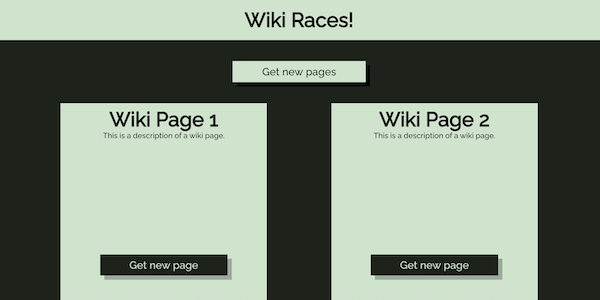 Wiki Races!
Get new pages
Wiki Page 1
This is a description of a wiki page.
Get new page
Wiki Page 2
This is a description of a wiki page.
Get new page